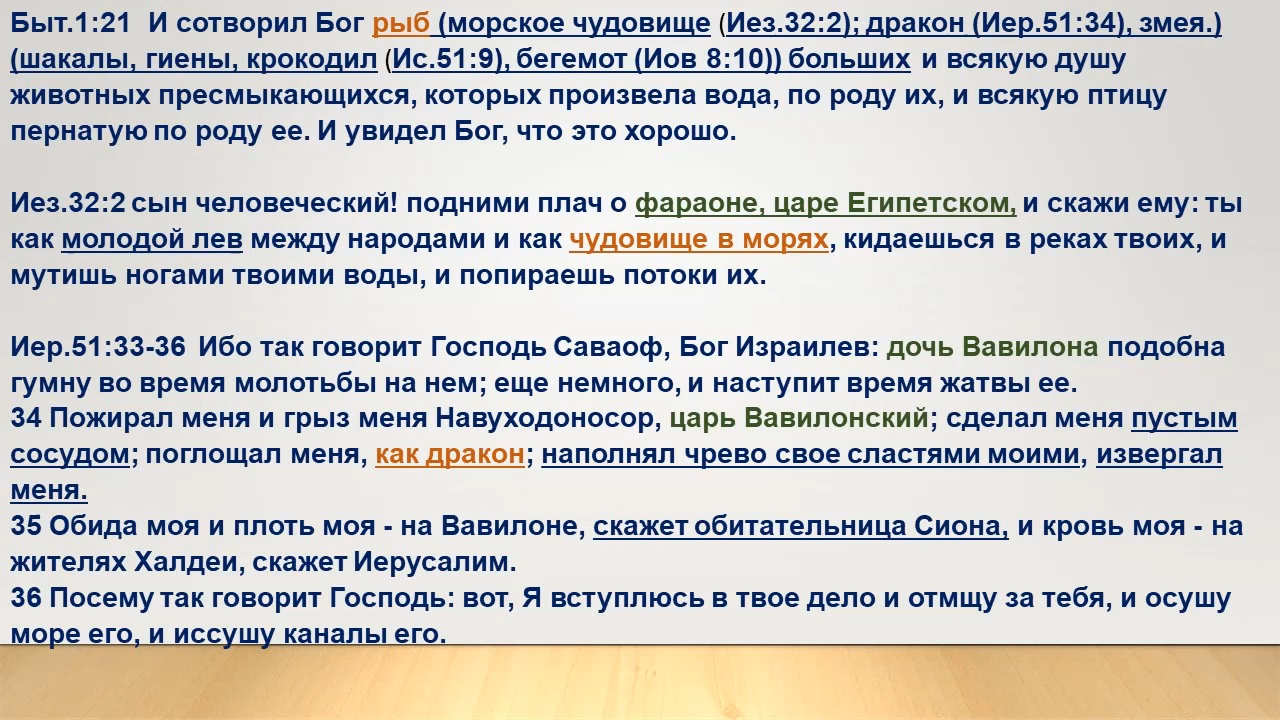 Быт.1:21 И сотворил Бог рыб (морское чудовище (Иез.32:2); дракон (Иер.51:34), змея.)
(шакалы, гиены, крокодил (Ис.51:9), бегемот (Иов 8:10)) больших и всякую душу
животных пресмыкающихся, которых произвела вода, по роду их, и всякую птицу
пернатую по роду ее. И увидел Бог, что это хорошо.
Иез.32:2 сын человеческий! подними плач о фараоне, царе Египетском, и скажи ему: ты
как молодой лев между народами и как чудовище в морях, кидаешься в реках твоих, и
мутишь ногами твоими воды, и попираешь потоки их.
Иер.51:33-36 Ибо так говорит Господь Саваоф, Бог Израилев: дочь Вавилона подобна
гумну во время молотьбы на нем; еще немного, и наступит время жатвы ее.
34 Пожирал меня и грыз меня Навуходоносор, царь Вавилонский; сделал меня пустым
сосудом; поглощал меня, как дракон; наполнял чрево свое сластями моими, извергал
меня.
35 Обида моя и плоть моя - на Вавилоне, скажет обитательница Сиона, и кровь моя - на
жителях Халдеи, скажет Иерусалим.
36 Посему так говорит Господь: вот, Я вступлюсь в твое дело и отмщу за тебя, и осушу
море его, и иссушу каналы его.